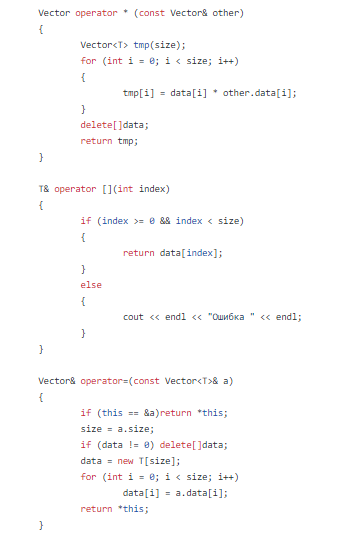 Vector operator * (const Vector& other)
{
Vector<T> tmp(size);
for (int i = 0; i < size; i++)
{
tmp[i] = data[i] * other.data[i];
}
delete[]data;
return tmp;
}
T& operator [](int index)
{
if (index >= 0 && index < size)
{
return data[index];
}
else
{
cout << endl << "Ошибка " << endl;
}
}
Vector& operator=(const Vector<T>& a)
{
if (this == &a)return *this;
size = a.size;
if (data != 0) delete[]data;
data = new T[size];
for (int i = 0; i < size; i++)
data[i] = a.data[i];
return *this;
}